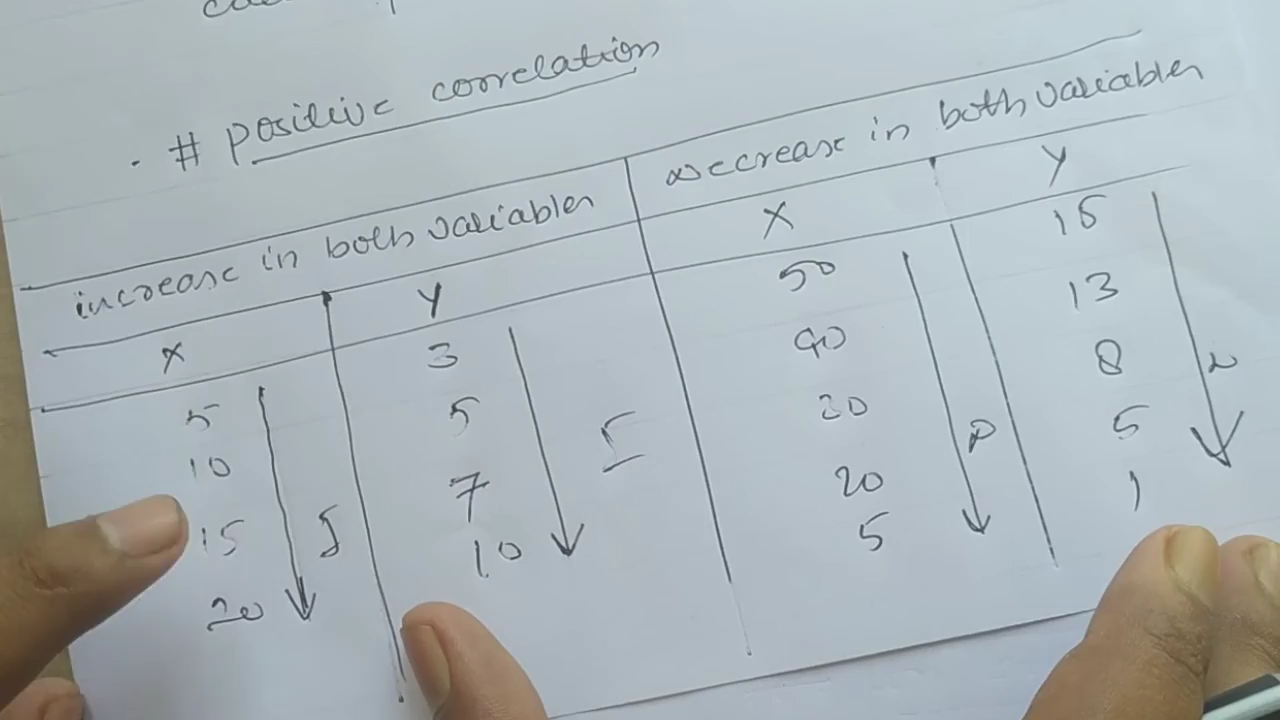 . # positive correlation
increase in both variables
decrease in both variables
X Y X Y
5 3 50 15
10 5 40 13
15 7 30 8
20 10 20 5
5 1